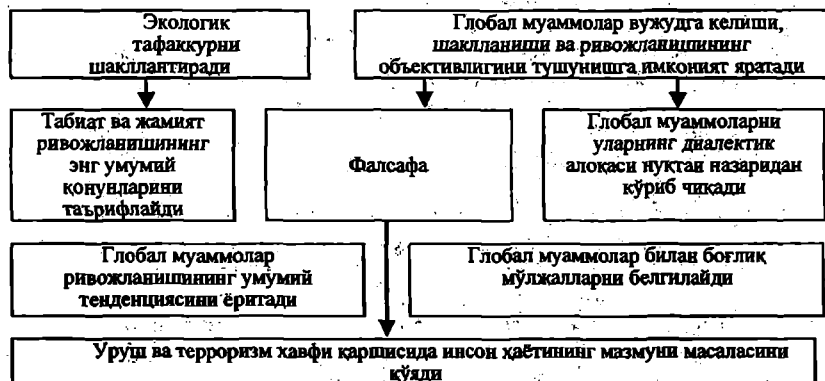 Экологик
тафаккурни
шакллантиради
Глобал муаммолар вужудга келиши,
шаклланиши ва ривожланишининг
объективлигини тушунишга имконият яратади
Табиат ва жамият
ривожланишининг
энг умумий
қонунларини
таърифлайди
Фалсафа
Глобал муаммоларни
уларнинг диалектик
алоқаси нуқтаи назаридан
кўриб чиқади
Глобал муаммолар
ривожланишининг умумий
тенденциясини ёритади
Глобал муаммолар билан боғлиқ
мўлжалларни белгилайди
Уруш ва терроризм хавфи қаршисида инсон ҳаётининг мазмуни масаласини
қўяди